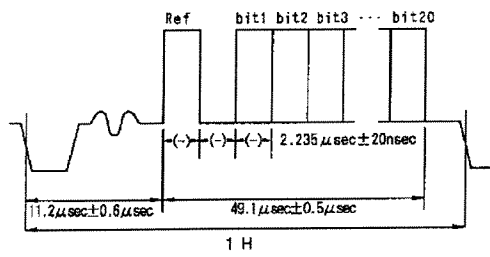 Ref bit1 bit2 bit3 ... bit20
(-) (-) (-) 2.235μsec±20nsec
11.2μsec±0.6μsec 49.1μsec±0.5μsec
1 H